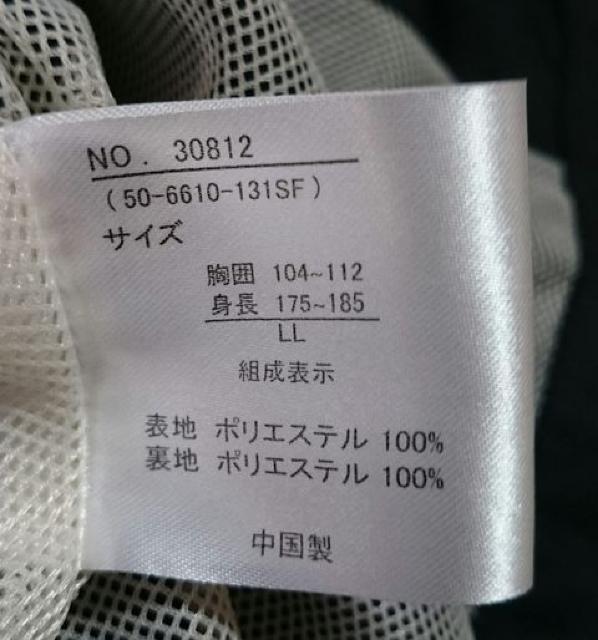 NO. 30812
(50-6610-131SF)
サイズ
胸囲 104~112
身長 175~185
LL
組成表示
表地 ポリエステル 100%
裏地 ポリエステル 100%
中国製